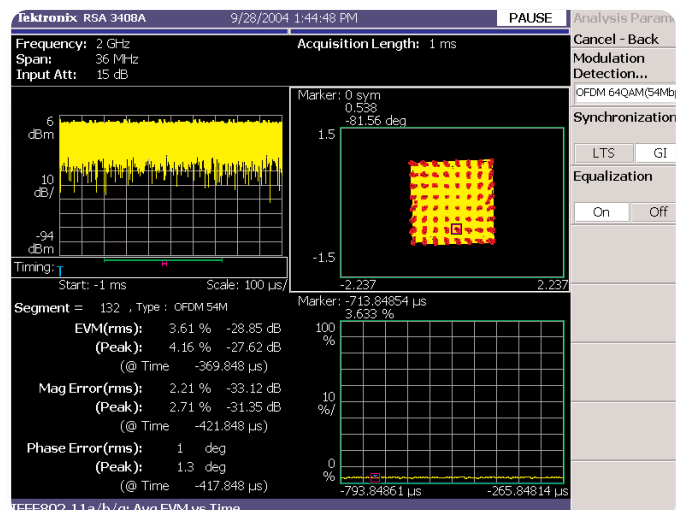 Tektronix RSA 3408A 9/28/2004 1:44:48 PM PAUSE
Frequency: 2 GHz
Span: 36 MHz
Input Att: 15 dB
Acquisition Length: 1 ms
6
dBm
10
dB/
-94
dBm
Timing:
T
Start: -1 ms Scale: 100 µs/
Marker: 0 sym
0.538
-81.56 deg
1.5
-1.5
-2.237 2.237
Segment = 132 , Type : OFDM 54M
EVM(rms): 3.61 % -28.85 dB
(Peak): 4.16 % -27.62 dB
(@ Time -369.848 µs)
Mag Error(rms): 2.21 % -33.12 dB
(Peak): 2.71 % -31.35 dB
(@ Time -421.848 µs)
Phase Error(rms): 1 deg
(Peak): 1.3 deg
(@ Time -417.848 µs)
Marker: -713.84854 µs
3.633 %
100
%
10
%/
0
%
-793.84861 µs -265.84814 µs
IEEE802.11a/b/g: Avg EVM vs Time
Analysis Param
Cancel - Back
Modulation
Detection...
OFDM 64QAM(54Mbp
Synchronization
LTS GI
Equalization
On Off